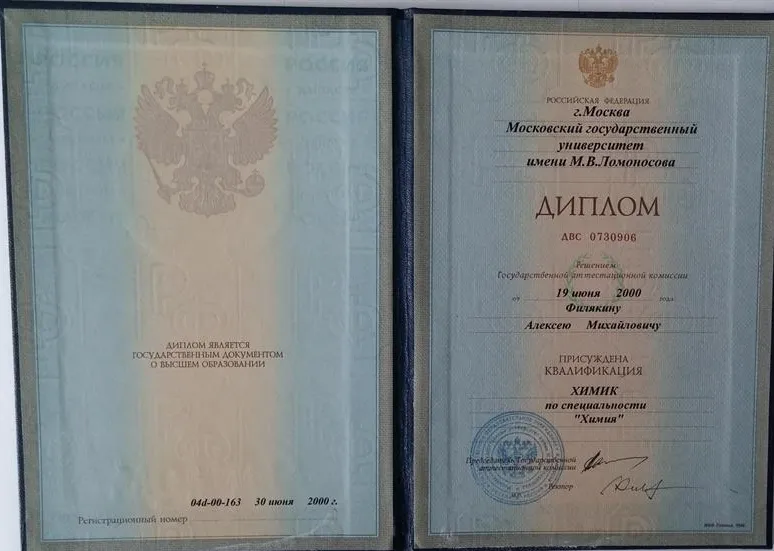 ДИПЛОМ ЯВЛЯЕТСЯ
ГОСУДАРСТВЕННЫМ ДОКУМЕНТОМ
О ВЫСШЕМ ОБРАЗОВАНИИ
04d-00-163 30 июня 2000 г.
Регистрационный номер
РОССИЙСКАЯ ФЕДЕРАЦИЯ
г.Москва
Московский государственный
университет
имени М.В.Ломоносова
ДИПЛОМ
АВС 0730906
Решением
Государственной аттестационной комиссии
от 19 июня 2000 года
Филякину
Алексею Михайловичу
ПРИСУЖДЕНА
КВАЛИФИКАЦИЯ
ХИМИК
по специальности
"Химия"
Председатель Государственной
аттестационной комиссии
Ректор
М.П.